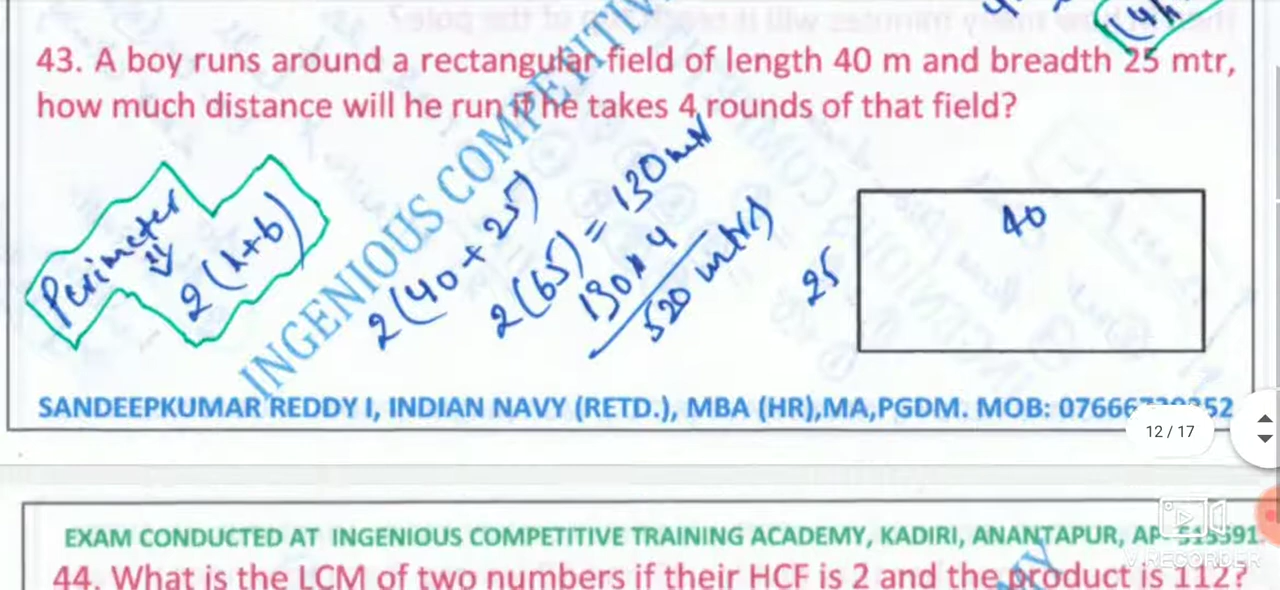 43. A boy runs around a rectangular field of length 40 m and breadth 25 mtr,
how much distance will he run if he takes 4 rounds of that field?
Perimeter
2(l+b)
2(40+25)
2(65) = 130 mtr
130 x 4
520 mtrs
40
25
INGENIOUS COMPETITIV
SANDEEPKUMAR REDDY I, INDIAN NAVY (RETD.), MBA (HR),MA,PGDM. MOB:
12 / 17
EXAM CONDUCTED AT INGENIOUS COMPETITIVE TRAINING ACADEMY, KADIRI, ANANTAPUR, AP-
V RECORDER
44. What is the LCM of two numbers if their HCF is 2 and the product is 112?